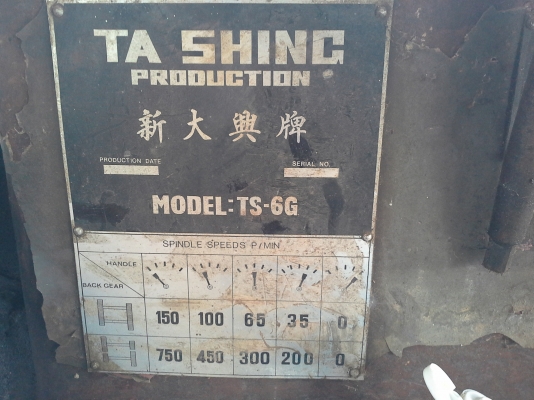 TA SHING
PRODUCTION
新大興牌
PRODUCTION DATE
SERIAL NO.
MODEL:TS-6G
SPINDLE SPEEDS P/MIN
HANDLE
BACK GEAR
150 100 65 35 0
750 450 300 200 0